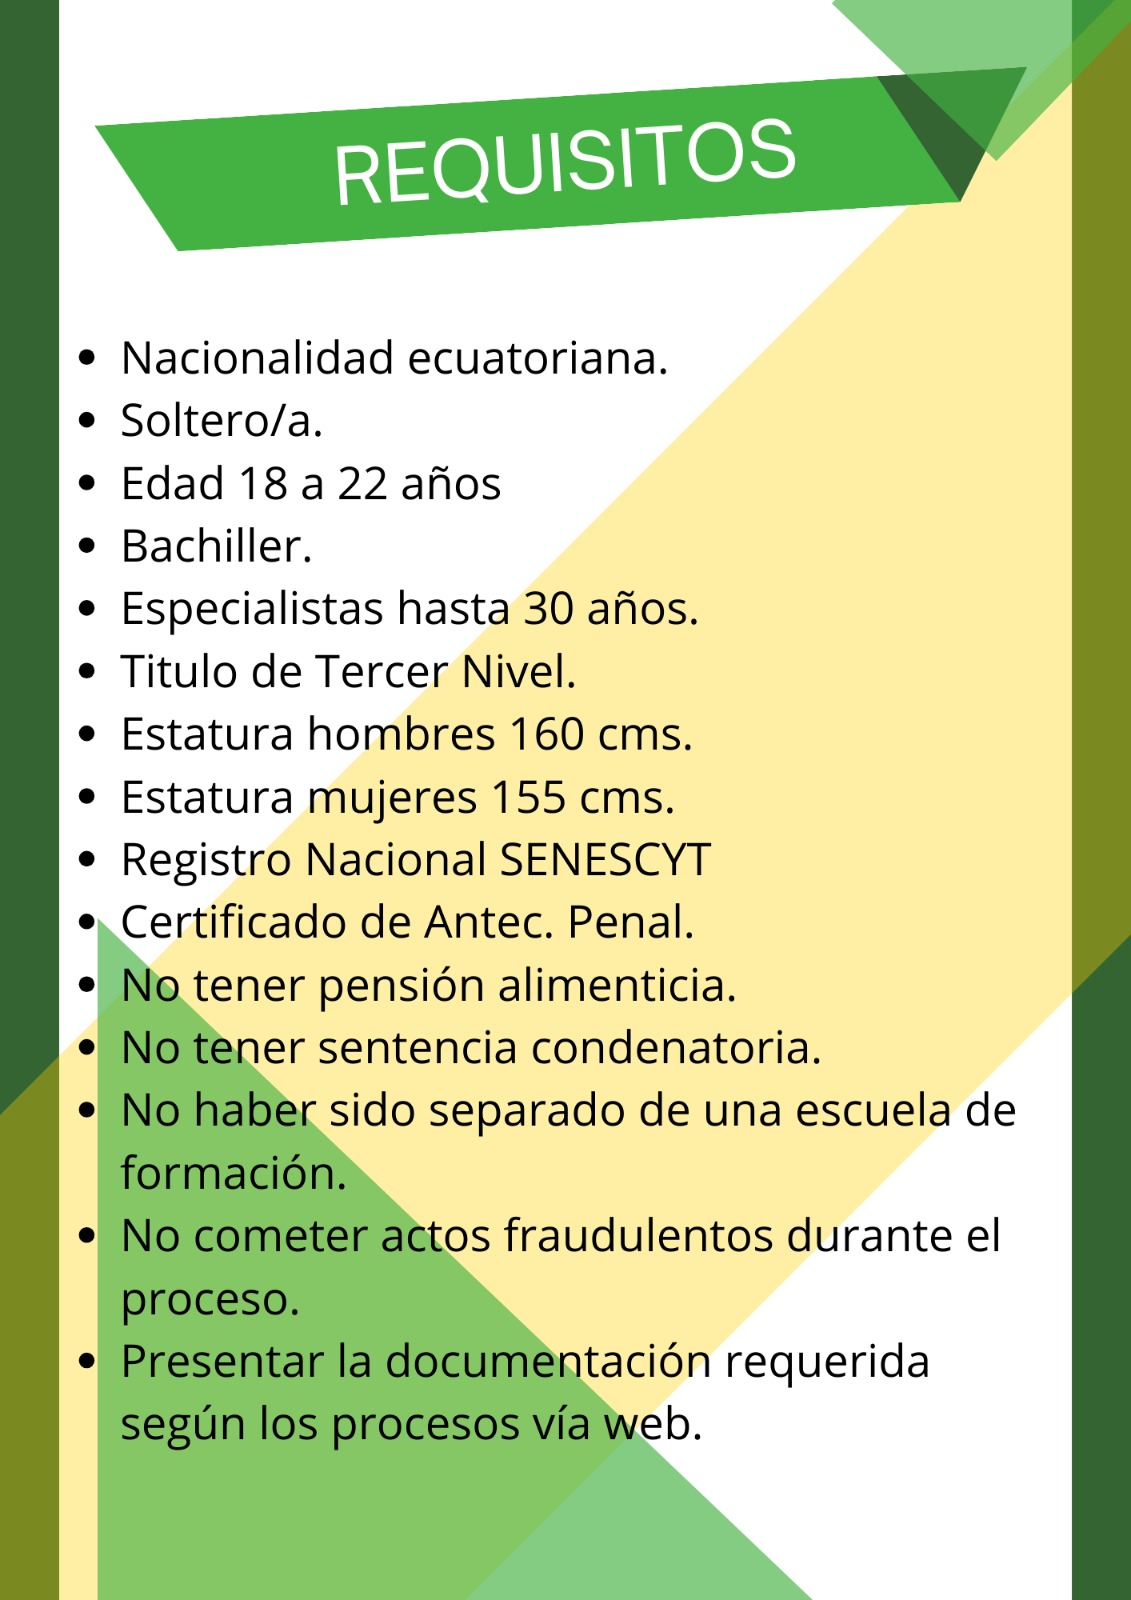 REQUISITOS
• Nacionalidad ecuatoriana.
• Soltero/a.
• Edad 18 a 22 años
• Bachiller.
• Especialistas hasta 30 años.
• Titulo de Tercer Nivel.
• Estatura hombres 160 cms.
• Estatura mujeres 155 cms.
• Registro Nacional SENESCYT
• Certificado de Antec. Penal.
• No tener pensión alimenticia.
• No tener sentencia condenatoria.
• No haber sido separado de una escuela de
formación.
• No cometer actos fraudulentos durante el
proceso.
• Presentar la documentación requerida
según los procesos vía web.